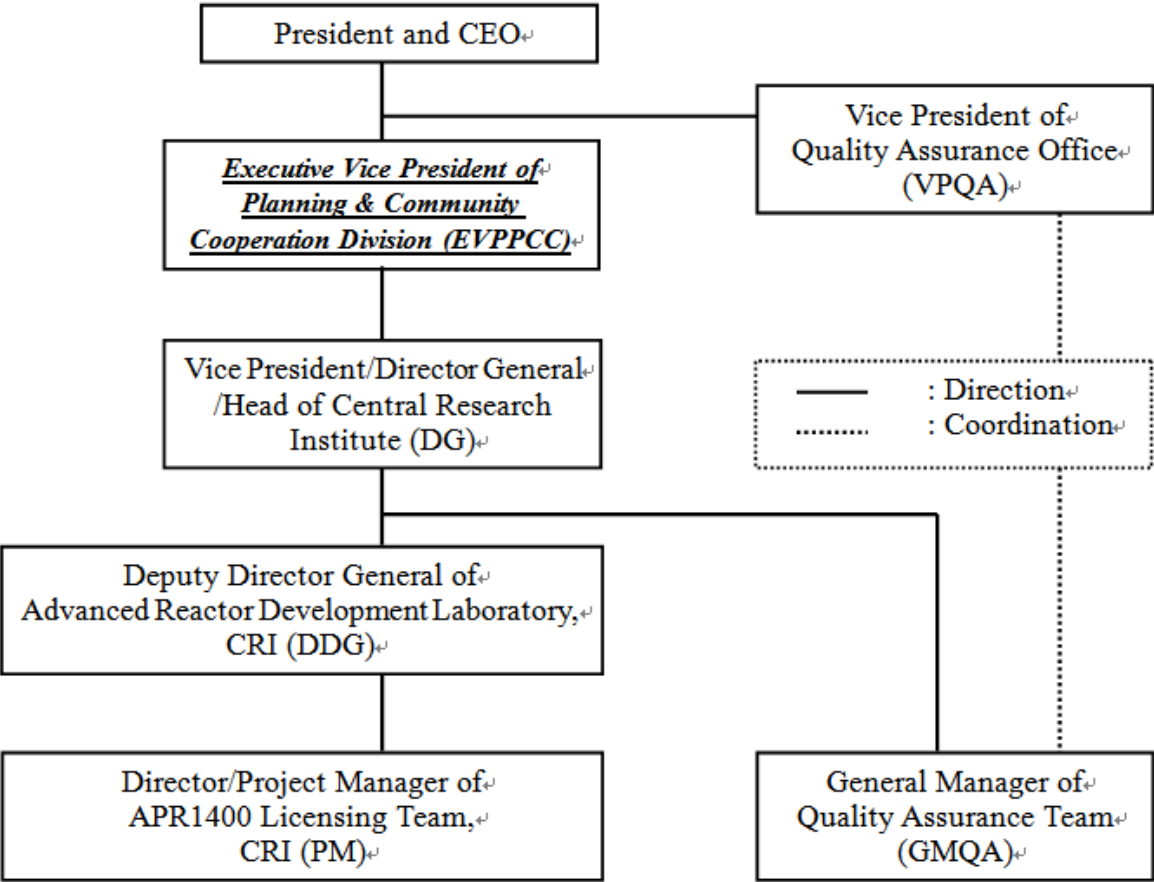 President and CEO
Vice President of
Quality Assurance Office
(VPQA)
Executive Vice President of
Planning & Community
Cooperation Division (EVPPCC)
Vice President/Director General
/Head of Central Research
Institute (DG)
: Direction
: Coordination
Deputy Director General of
Advanced Reactor Development Laboratory,
CRI (DDG)
Director/Project Manager of
APR1400 Licensing Team,
CRI (PM)
General Manager of
Quality Assurance Team
(GMQA)